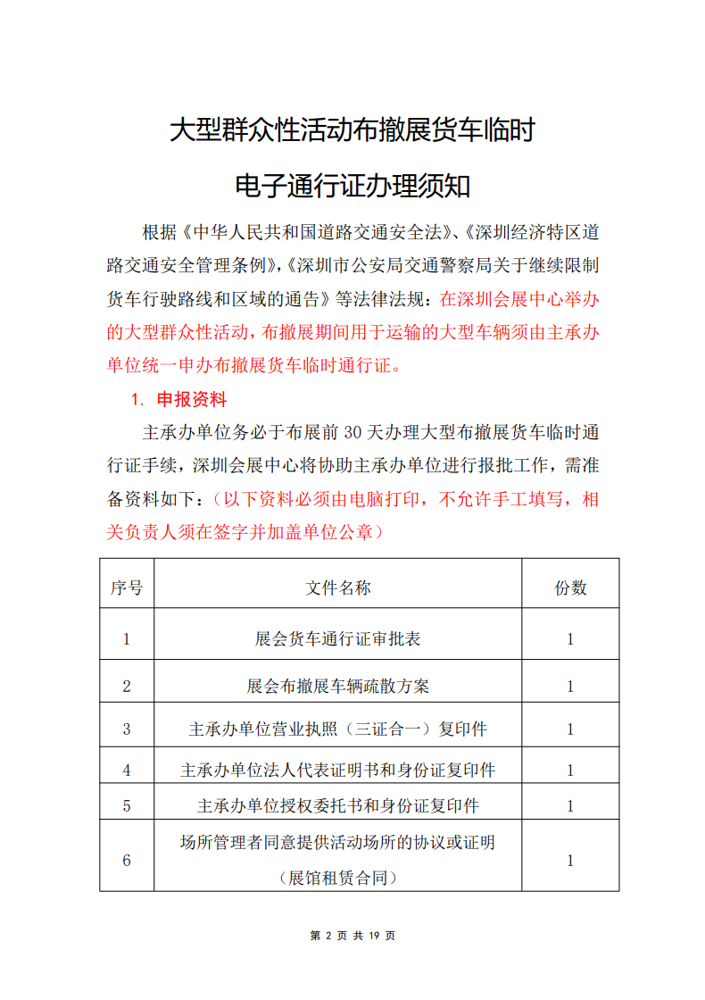 大型群众性活动布撤展货车临时
电子通行证办理须知
根据《中华人民共和国道路交通安全法》、《深圳经济特区道
路交通安全管理条例》，《深圳市公安局交通警察局关于继续限制
货车行驶路线和区域的通告》等法律法规：在深圳会展中心举办
的大型群众性活动，布撤展期间用于运输的大型车辆须由主承办
单位统一申办布撤展货车临时通行证。
1. 申报资料
主承办单位务必于布展前 30 天办理大型布撤展货车临时通
行证手续，深圳会展中心将协助主承办单位进行报批工作，需准
备资料如下：（以下资料必须由电脑打印，不允许手工填写，相
关负责人须在签字并加盖单位公章）
序号 文件名称 份数
1 展会货车通行证审批表 1
2 展会布撤展车辆疏散方案 1
3 主承办单位营业执照（三证合一）复印件 1
4 主承办单位法人代表证明书和身份证复印件 1
5 主承办单位授权委托书和身份证复印件 1
6 场所管理者同意提供活动场所的协议或证明 1
（展馆租赁合同）
第 2 页 共 19 页